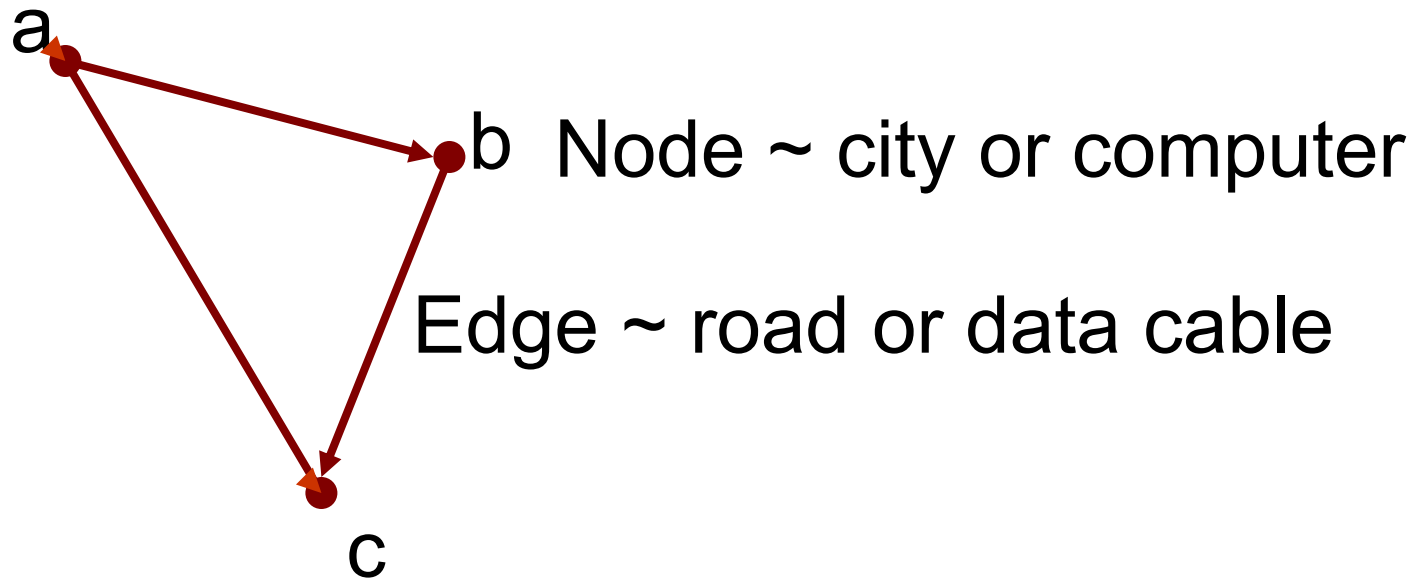 a
b Node ~ city or computer
Edge ~ road or data cable
c